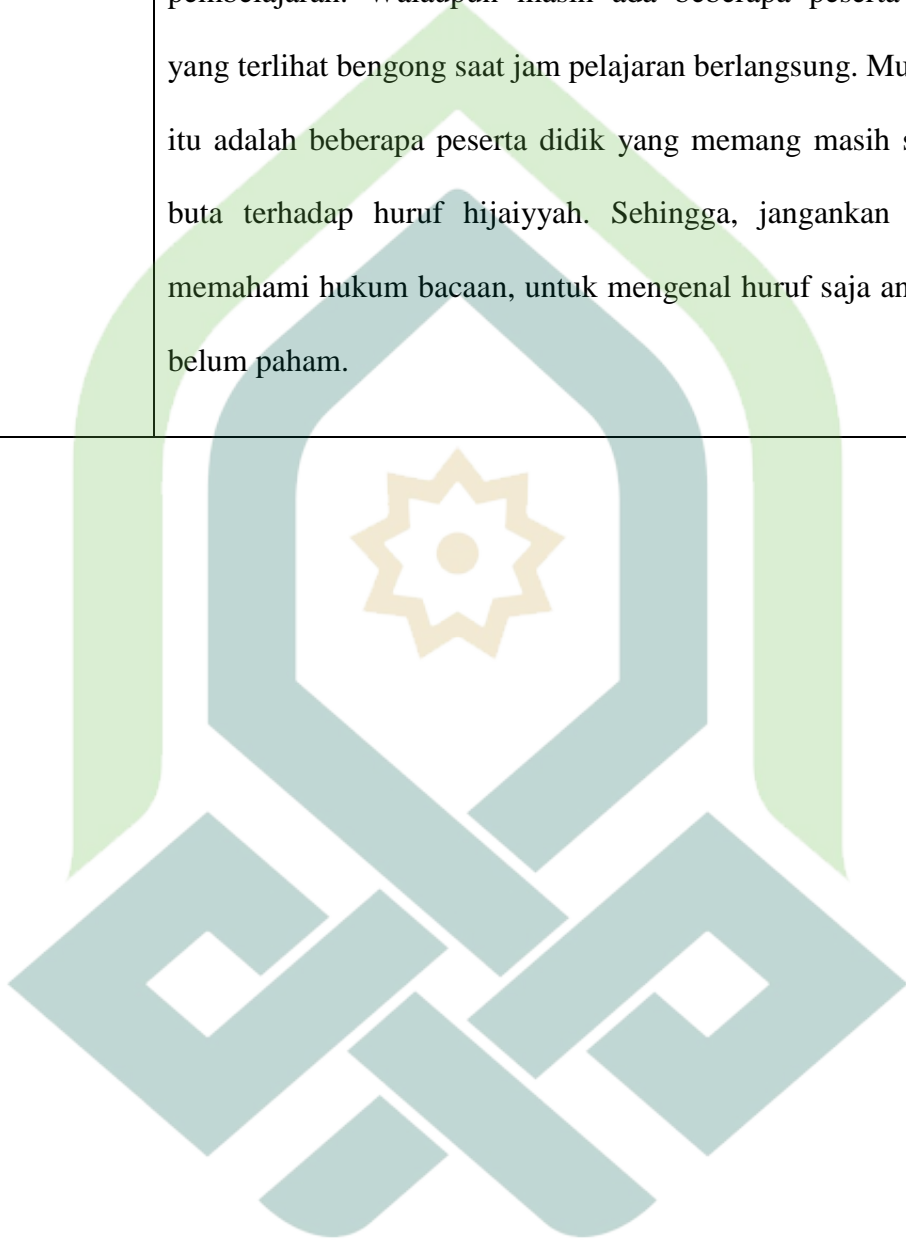 pembelajaran. Walaupun masih ada beberapa peserta
yang terlihat bengong saat jam pelajaran berlangsung.
itu adalah beberapa peserta didik yang memang masih
buta terhadap huruf hijaiyyah. Sehingga, jangankan
memahami hukum bacaan, untuk mengenal huruf saja
belum paham.